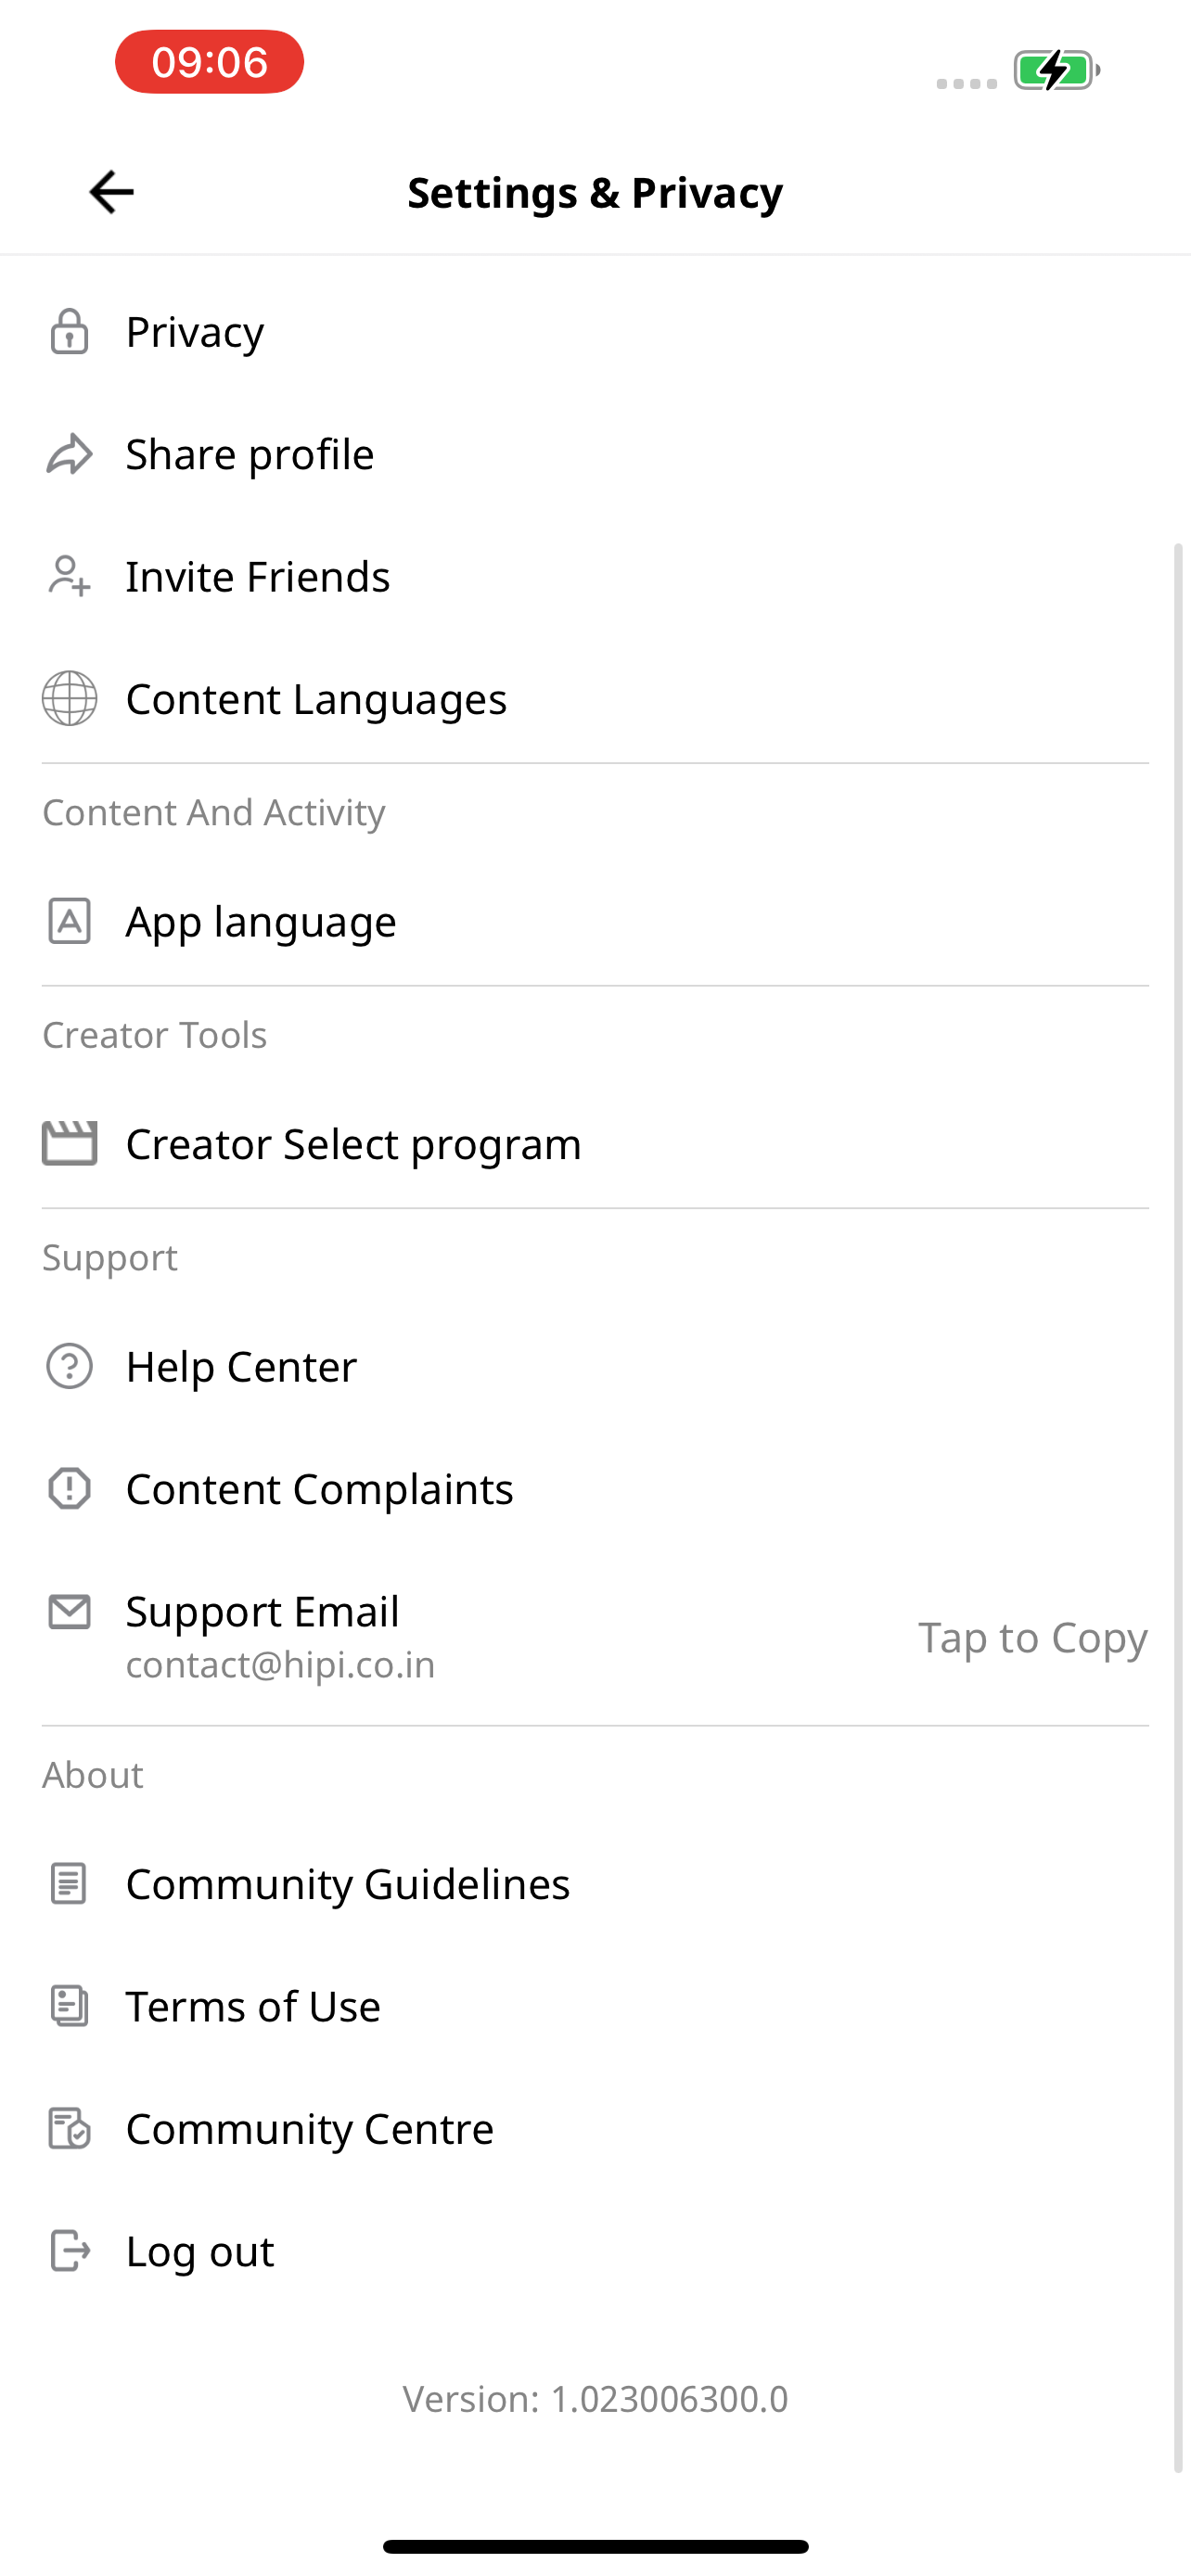 09:06
Settings & Privacy
Privacy
Share profile
Invite Friends
Content Languages
Content And Activity
App language
Creator Tools
Creator Select program
Support
Help Center
Content Complaints
Support Email
contact@hipi.co.in
Tap to Copy
About
Community Guidelines
Terms of Use
Community Centre
Log out
Version: 1.023006300.0